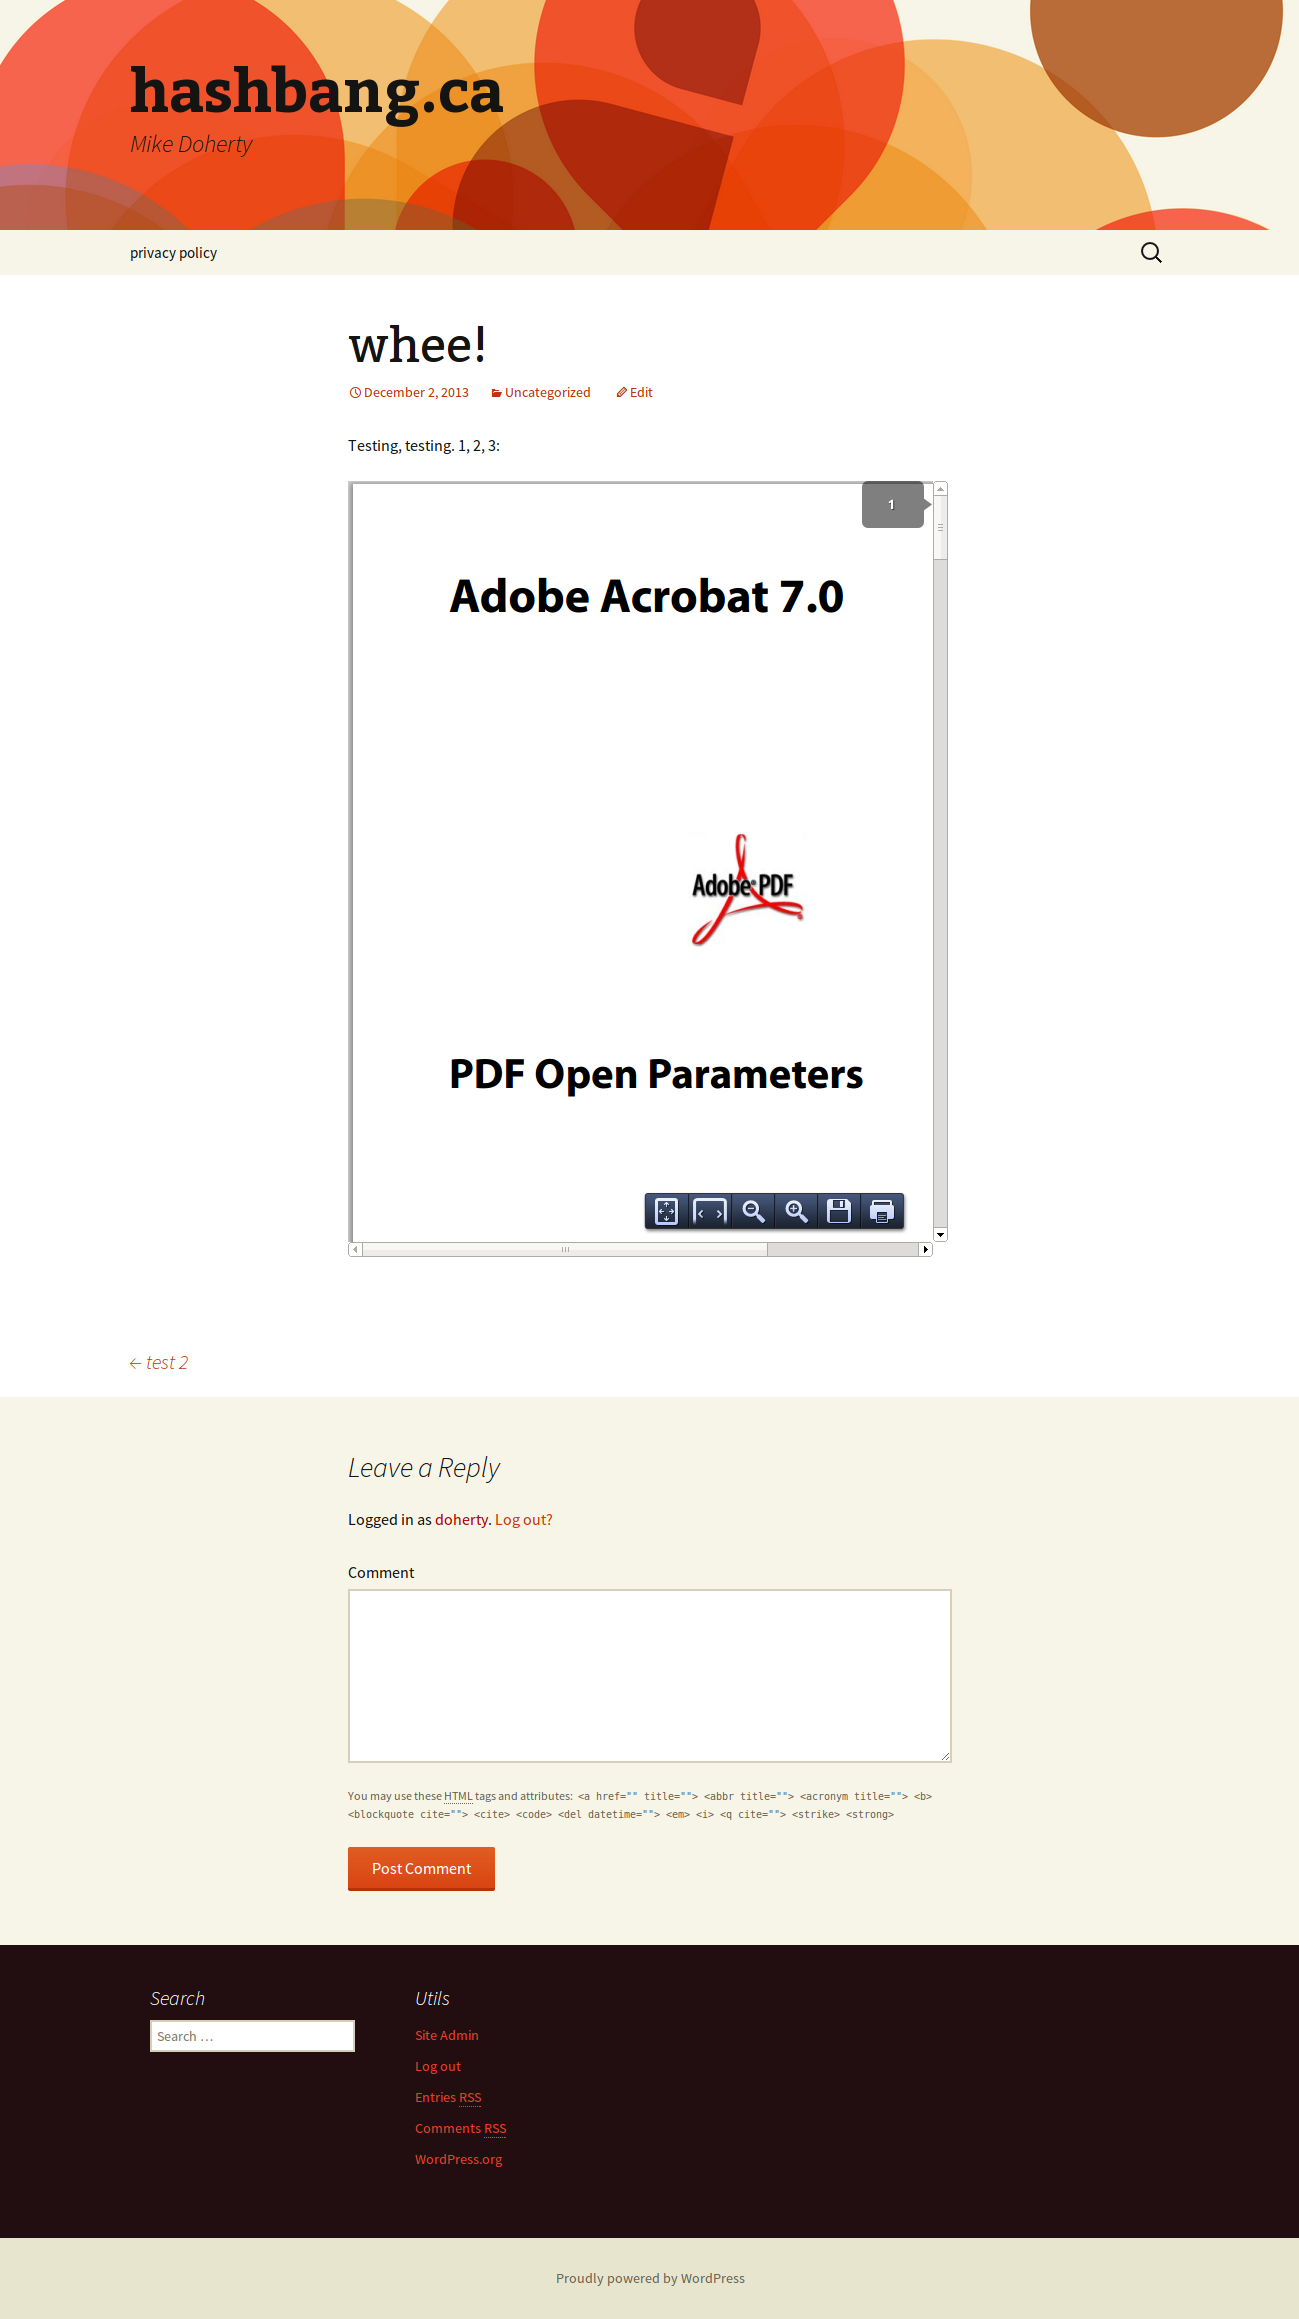 hashbang.ca
Mike Doherty
privacy policy
whee!
December 2, 2013 Uncategorized Edit
Testing, testing. 1, 2, 3:
1
Adobe Acrobat 7.0
Adobe® PDF
PDF Open Parameters
← test 2
Leave a Reply
Logged in as doherty. Log out?
Comment
You may use these HTML tags and attributes: <a href="" title=""> <abbr title=""> <acronym title=""> <b>
<blockquote cite=""> <cite> <code> <del datetime=""> <em> <i> <q cite=""> <strike> <strong>
Post Comment
Search
Search …
Utils
Site Admin
Log out
Entries RSS
Comments RSS
WordPress.org
Proudly powered by WordPress